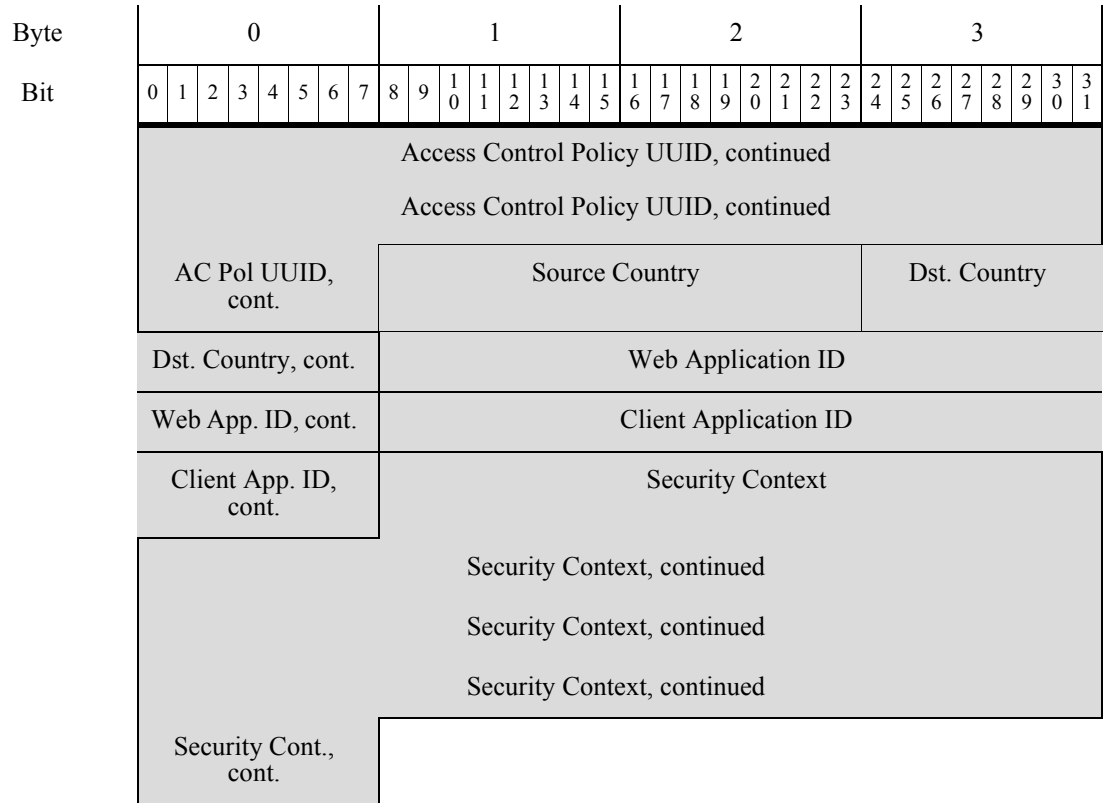 Byte 0 1 2 3
Bit 0 1 2 3 4 5 6 7 8 9 10 11 12 13 14 15 16 17 18 19 20 21 22 23 24 25 26 27 28 29 30 31
Access Control Policy UUID, continued
Access Control Policy UUID, continued
AC Pol UUID,
cont.
Source Country
Dst. Country
Dst. Country, cont.
Web Application ID
Web App. ID, cont.
Client Application ID
Client App. ID,
cont.
Security Context
Security Context, continued
Security Context, continued
Security Context, continued
Security Cont.,
cont.